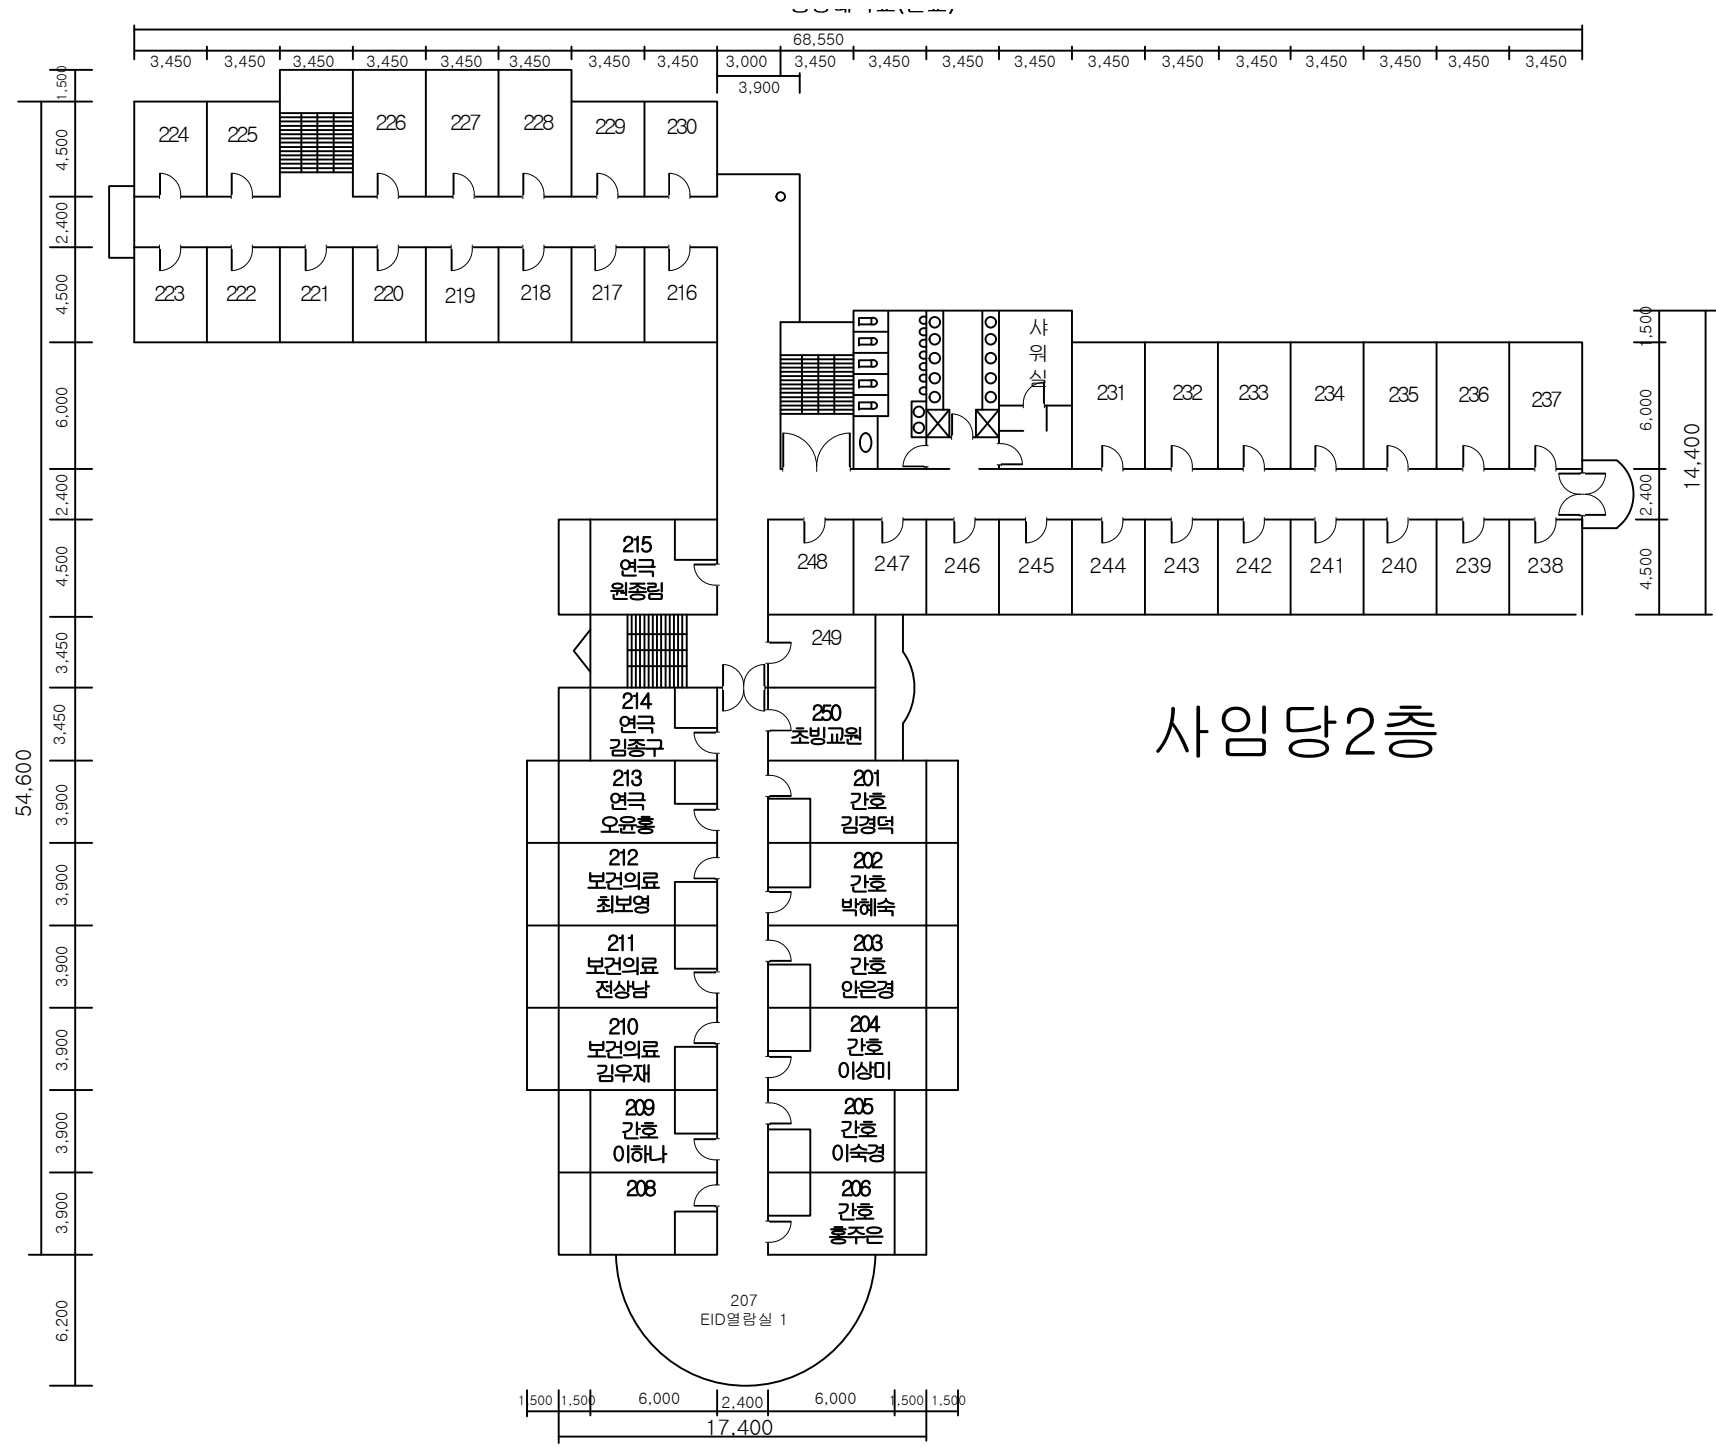 68,550
3,450 3,450 3,450 3,450 3,450 3,450 3,450 3,450 3,000 3,450 3,450 3,450 3,450 3,450 3,450 3,450 3,450 3,450 3,450 3,450
3,900
1,500
4,500
2,400
4,500
6,000
2,400
4,500
3,450
3,450
3,900
3,900
3,900
3,900
3,900
3,900
6,200
54,600
224 225 226 227 228 229 230
223 222 221 220 219 218 217 216
샤
워
실
231 232 233 234 235 236 237
1,500
6,000
2,400
4,500
14,400
248 247 246 245 244 243 242 241 240 239 238
215
연극
원종림
249
214
연극
김종구
250
초빙교원
사임당2층
213
연극
오윤홍
201
간호
김경덕
212
보건의료
최보영
202
간호
박혜숙
211
보건의료
전상남
203
간호
안은경
210
보건의료
김우재
204
간호
이상미
209
간호
이하나
205
간호
이숙경
208
206
간호
홍주은
207
EID열람실 1
1,500 1,500 6,000 2,400 6,000 1,500 1,500
17,400